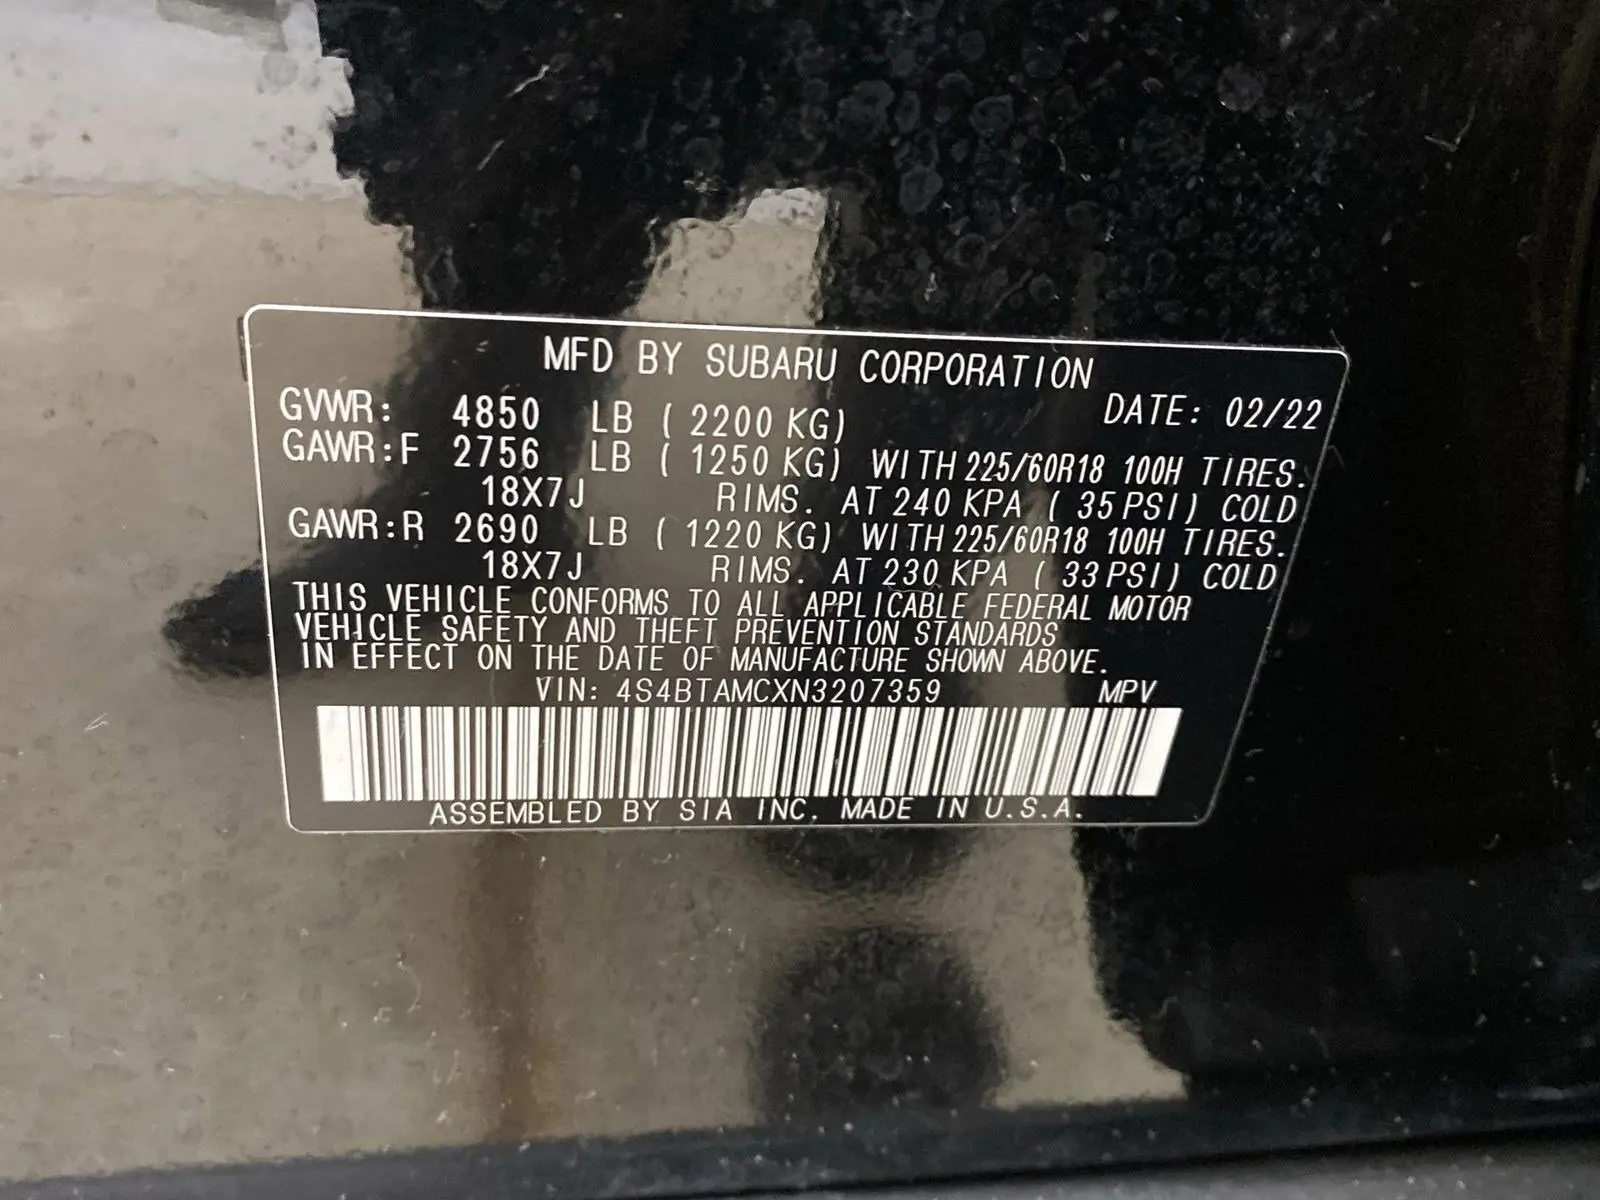 MFD BY SUBARU CORPORATION
GVWR: 4850 LB ( 2200 KG) DATE: 02/22
GAWR:F 2756 LB ( 1250 KG) WITH 225/60R18 100H TIRES.
18X7J RIMS. AT 240 KPA ( 35 PSI) COLD
GAWR:R 2690 LB ( 1220 KG) WITH 225/60R18 100H TIRES.
18X7J RIMS. AT 230 KPA ( 33 PSI) COLD
THIS VEHICLE CONFORMS TO ALL APPLICABLE FEDERAL MOTOR
VEHICLE SAFETY AND THEFT PREVENTION STANDARDS
IN EFFECT ON THE DATE OF MANUFACTURE SHOWN ABOVE.
VIN: 4S4BTAMCXN3207359 MPV
ASSEMBLED BY SIA INC. MADE IN U.S.A.